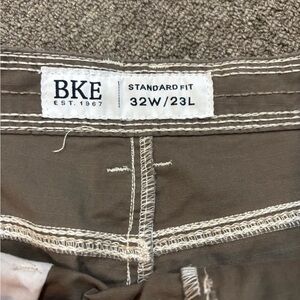 BKE
EST. 1967
STANDARD FIT
32W/23L